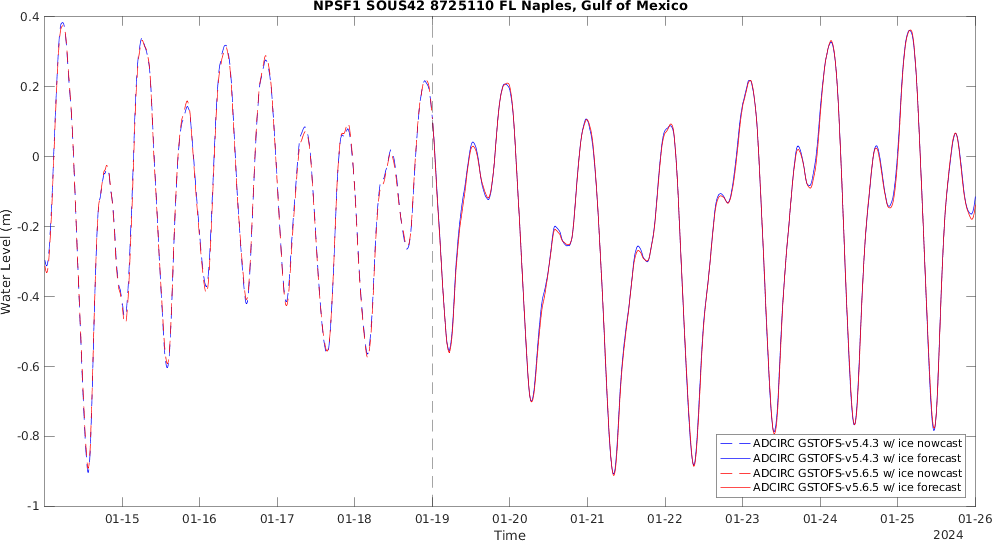 NPSF1 SOUS42 8725110 FL Naples, Gulf of Mexico
0.4
0.2
0
-0.2
-0.4
-0.6
-0.8
-1
Water Level (m)
ADCIRC GSTOFS-v5.4.3 w/ ice nowcast
ADCIRC GSTOFS-v5.4.3 w/ ice forecast
ADCIRC GSTOFS-v5.6.5 w/ ice nowcast
ADCIRC GSTOFS-v5.6.5 w/ ice forecast
01-15 01-16 01-17 01-18 01-19 01-20 01-21 01-22 01-23 01-24 01-25 01-26
Time
2024